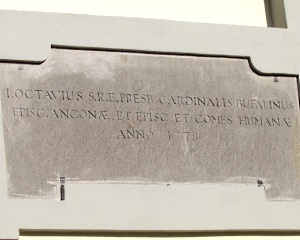 I. OCTAVIUS S.R.E. PRESB. CARDINALIS BUFALINUS
EPISC. ANCONÆ. ET EPISC. ET COMES HUMANÆ
ANNO 1778